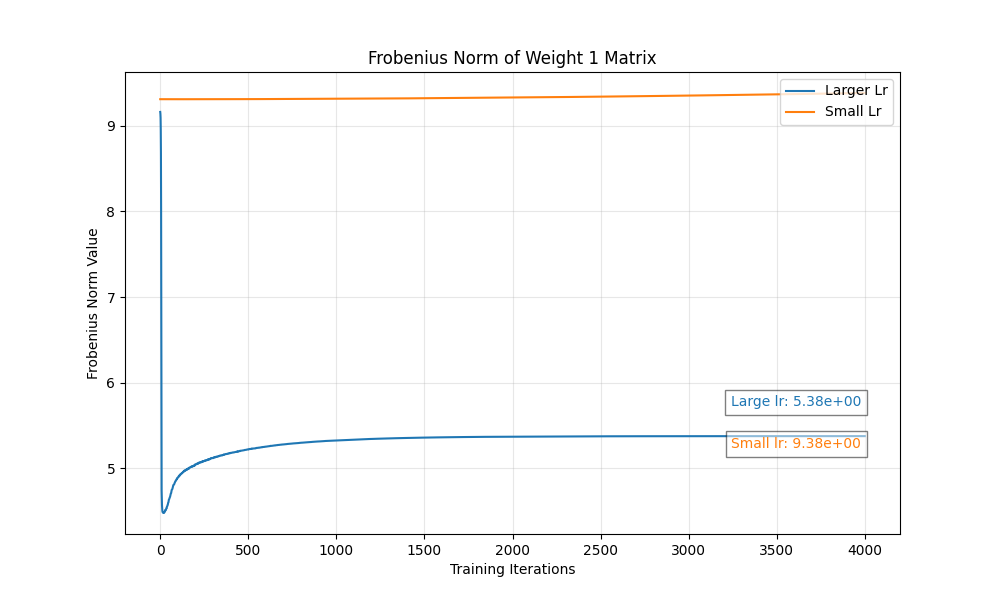 Frobenius Norm of Weight 1 Matrix
Larger Lr
Small Lr
Frobenius Norm Value
9
8
7
6
5
Large lr: 5.38e+00
Small lr: 9.38e+00
0
500
1000
1500
2000
2500
3000
3500
4000
Training Iterations